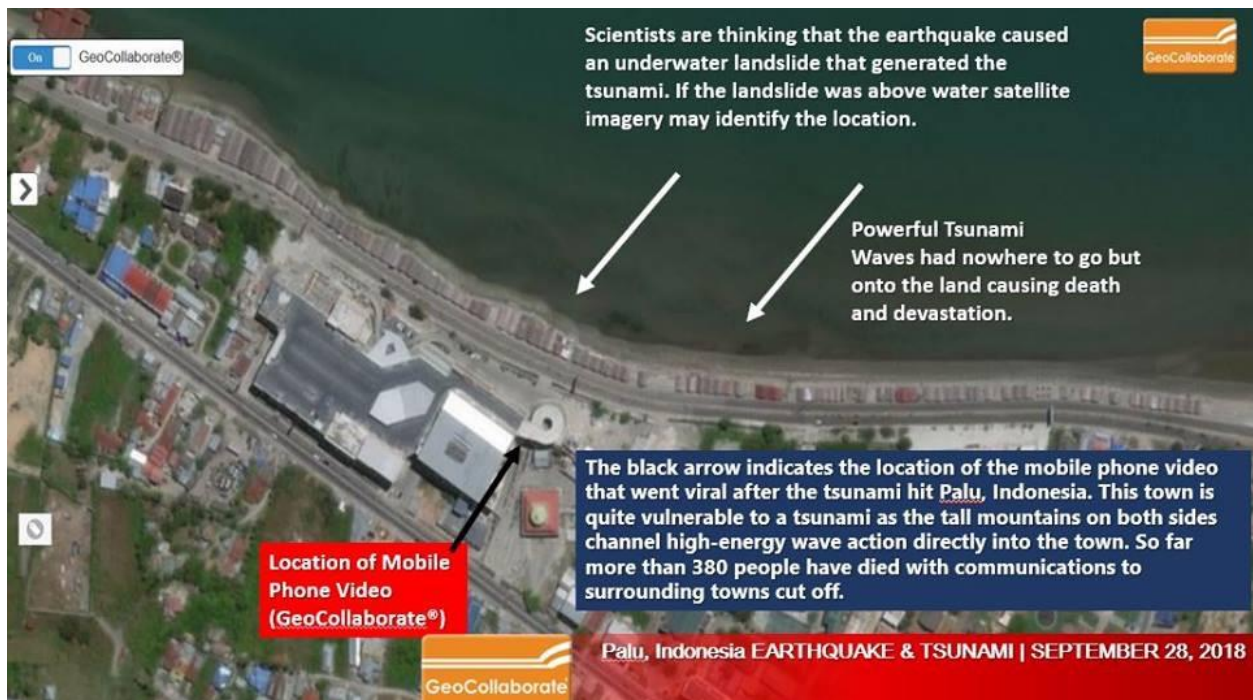 On GeoCollaborate®
Scientists are thinking that the earthquake caused
an underwater landslide that generated the
tsunami. If the landslide was above water satellite
imagery may identify the location.
GeoCollaborate
Powerful Tsunami
Waves had nowhere to go but
onto the land causing death
and devastation.
The black arrow indicates the location of the mobile phone video
that went viral after the tsunami hit Palu, Indonesia. This town is
quite vulnerable to a tsunami as the tall mountains on both sides
channel high-energy wave action directly into the town. So far
more than 380 people have died with communications to
surrounding towns cut off.
Location of Mobile
Phone Video
(GeoCollaborate®)
GeoCollaborate
Palu, Indonesia EARTHQUAKE & TSUNAMI | SEPTEMBER 28, 2018